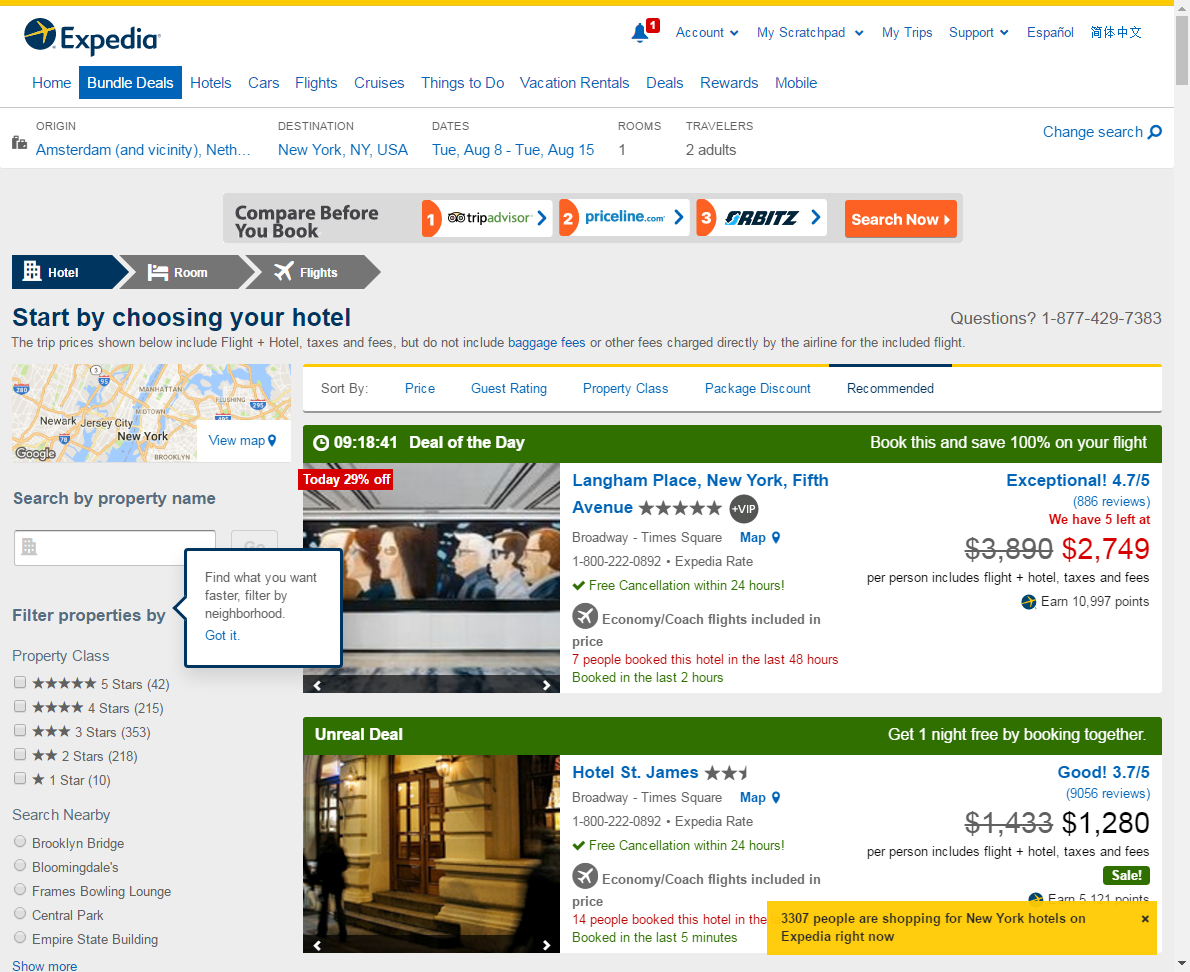 Expedia
1
Account
My Scratchpad
My Trips
Support
Español
简体中文
Home
Bundle Deals
Hotels
Cars
Flights
Cruises
Things to Do
Vacation Rentals
Deals
Rewards
Mobile
ORIGIN
Amsterdam (and vicinity), Neth...
DESTINATION
New York, NY, USA
DATES
Tue, Aug 8 - Tue, Aug 15
ROOMS
1
TRAVELERS
2 adults
Change search
Compare Before
You Book
1 tripadvisor
2 priceline.com
3 ORBITZ
Search Now
Hotel
Room
Flights
Start by choosing your hotel
Questions? 1-877-429-7383
The trip prices shown below include Flight + Hotel, taxes and fees, but do not include baggage fees or other fees charged directly by the airline for the included flight.
280
3
95
MANHATTAN
FLUSHING
MIDTOWN
295
495
Newark
Jersey City
78
New York
BROOKLYN
Google
View map
Search by property name
Go
Find what you want
faster, filter by
neighborhood.
Got it.
Filter properties by
Property Class
5 Stars (42)
4 Stars (215)
3 Stars (353)
2 Stars (218)
1 Star (10)
Search Nearby
Brooklyn Bridge
Bloomingdale's
Frames Bowling Lounge
Central Park
Empire State Building
Show more
Sort By:
Price
Guest Rating
Property Class
Package Discount
Recommended
09:18:41 Deal of the Day
Book this and save 100% on your flight
Today 29% off
Langham Place, New York, Fifth
Avenue +VIP
Broadway - Times Square Map
1-800-222-0892 • Expedia Rate
Free Cancellation within 24 hours!
Economy/Coach flights included in
price
7 people booked this hotel in the last 48 hours
Booked in the last 2 hours
Exceptional! 4.7/5
(886 reviews)
We have 5 left at
$3,890 $2,749
per person includes flight + hotel, taxes and fees
Earn 10,997 points
Unreal Deal
Get 1 night free by booking together.
Hotel St. James
Broadway - Times Square Map
1-800-222-0892 • Expedia Rate
Free Cancellation within 24 hours!
Economy/Coach flights included in
price
14 people booked this hotel in the
Booked in the last 5 minutes
Good! 3.7/5
(9056 reviews)
$1,433 $1,280
per person includes flight + hotel, taxes and fees
Sale!
Earn 5,121 points
3307 people are shopping for New York hotels on
Expedia right now
×